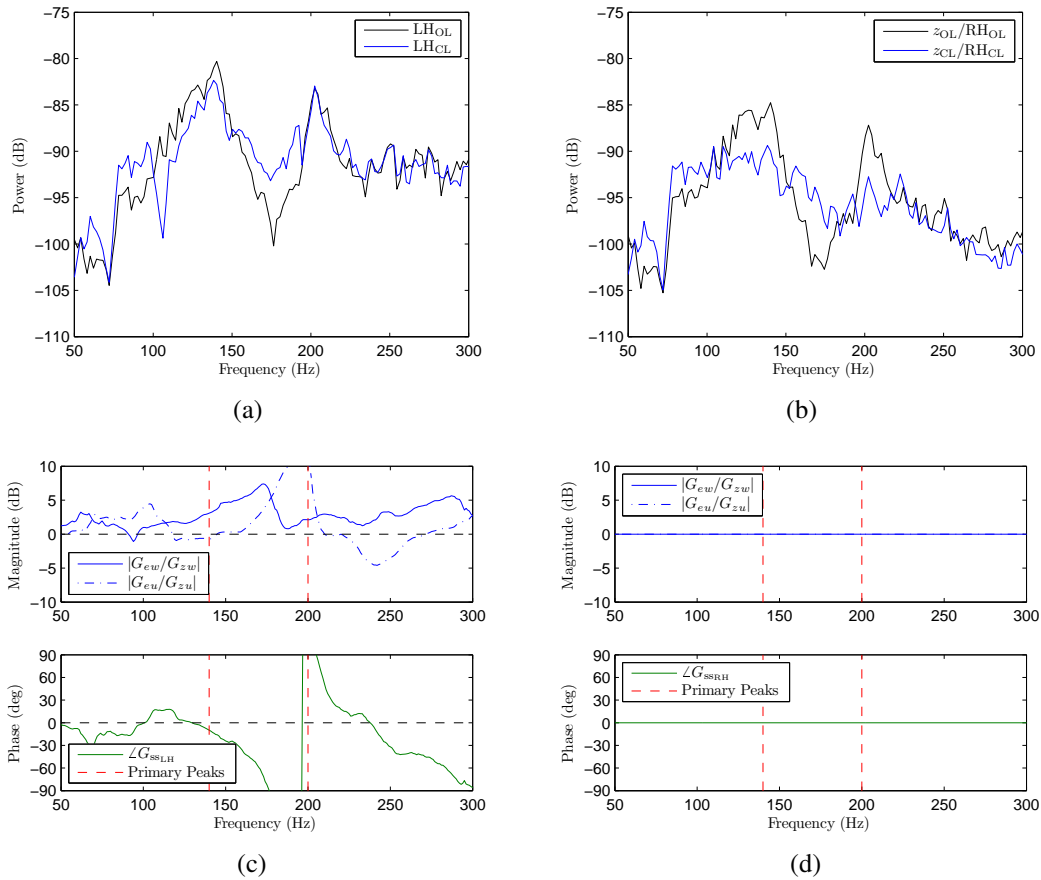 −75
−80
−85
−90
−95
−100
−105
−110
Power (dB)
50 100 150 200 250 300
Frequency (Hz)
LH_OL
LH_CL
(a)
−75
−80
−85
−90
−95
−100
−105
−110
Power (dB)
50 100 150 200 250 300
Frequency (Hz)
z_OL/RH_OL
z_CL/RH_CL
(b)
10
5
0
−5
−10
Magnitude (dB)
50 100 150 200 250 300
|G_ew/G_zw|
|G_eu/G_zu|
90
60
30
0
−30
−60
−90
Phase (deg)
50 100 150 200 250 300
Frequency (Hz)
∠G_ssLH
Primary Peaks
(c)
10
5
0
−5
−10
Magnitude (dB)
50 100 150 200 250 300
|G_ew/G_zw|
|G_eu/G_zu|
90
60
30
0
−30
−60
−90
Phase (deg)
50 100 150 200 250 300
Frequency (Hz)
∠G_ssRH
Primary Peaks
(d)